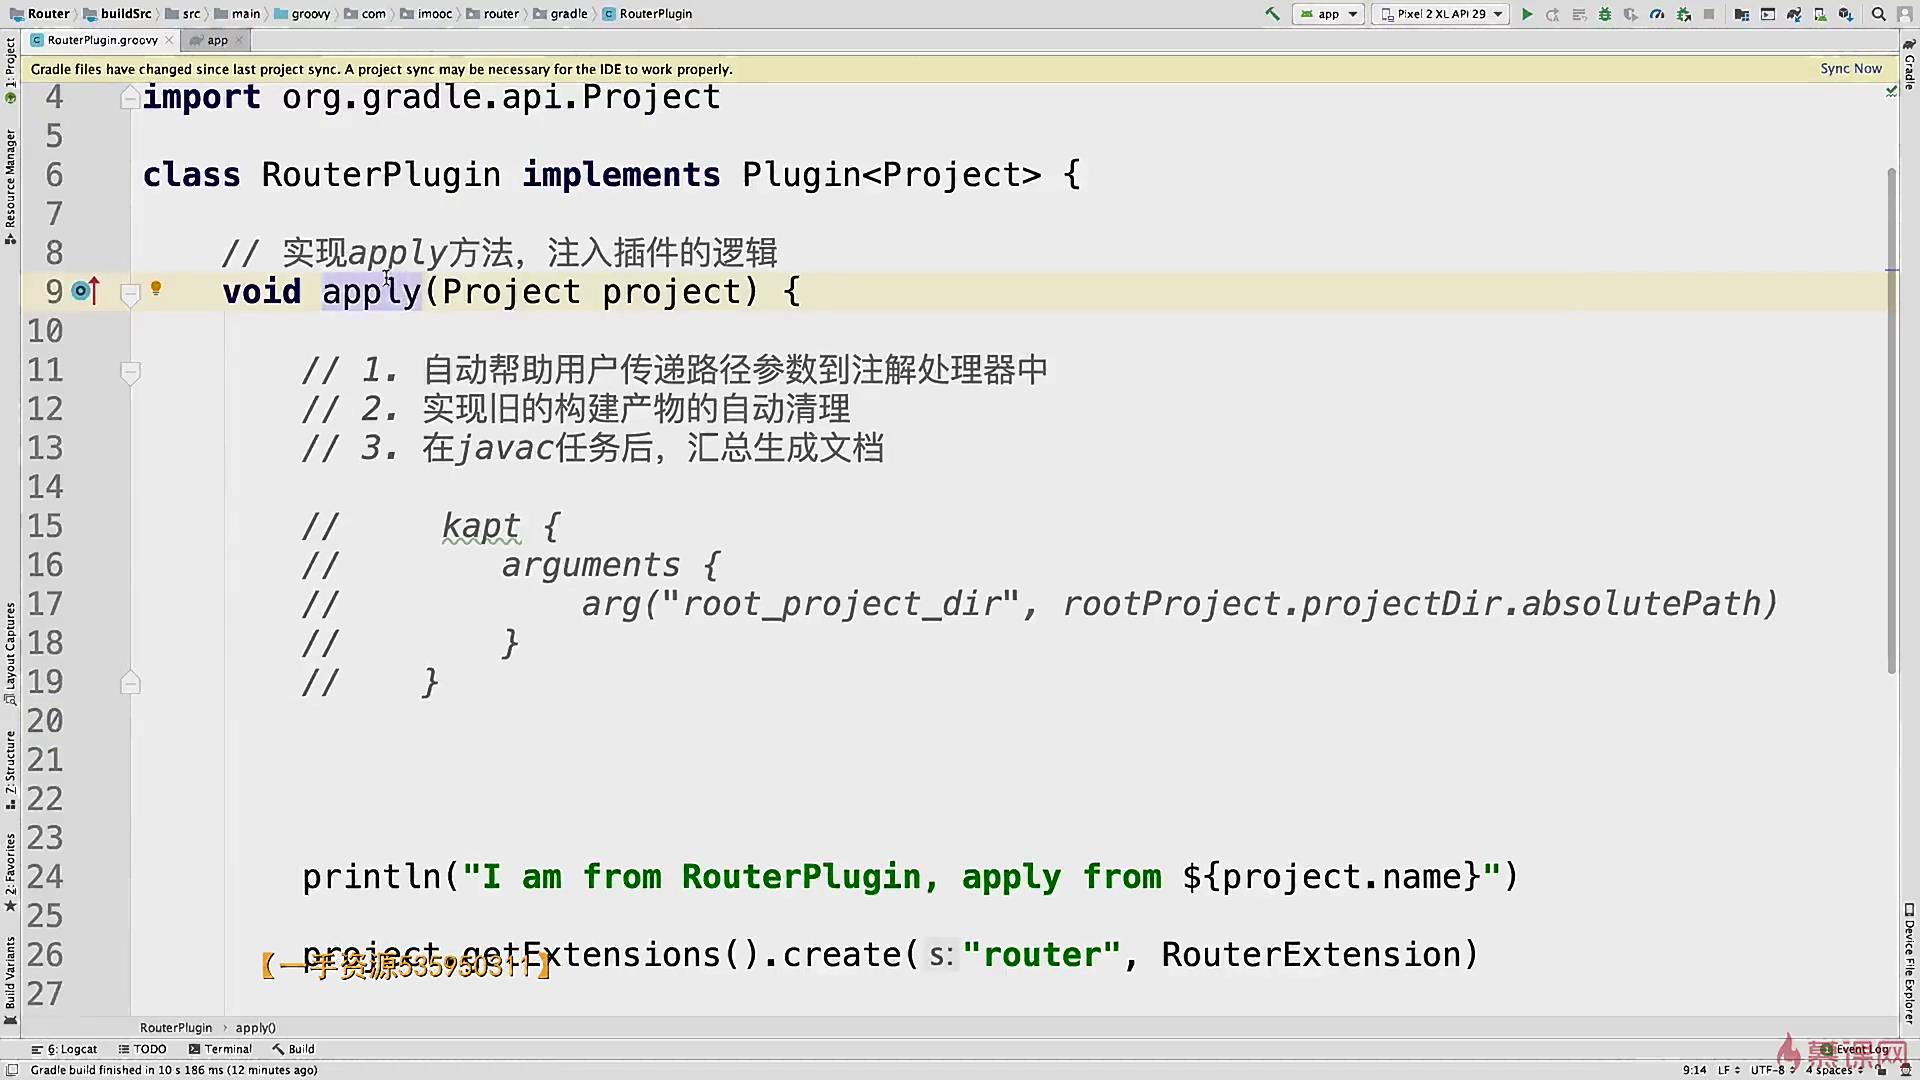 Router buildSrc src main groovy com imooc router gradle RouterPlugin app Pixel 2 XL API 29
RouterPlugin.groovy app
Gradle files have changed since last project sync. A project sync may be necessary for the IDE to work properly. Sync Now
4 import org.gradle.api.Project
5
6 class RouterPlugin implements Plugin<Project> {
7
8 // 实现apply方法，注入插件的逻辑
9 void apply(Project project) {
10
11 // 1. 自动帮助用户传递路径参数到注解处理器中
12 // 2. 实现旧的构建产物的自动清理
13 // 3. 在javac任务后，汇总生成文档
14
15 // kapt {
16 // arguments {
17 // arg("root_project_dir", rootProject.projectDir.absolutePath)
18 // }
19 // }
20
21
22
23
24 println("I am from RouterPlugin, apply from ${project.name}")
25
26 project.getExtensions().create( s: "router", RouterExtension)
【一手资源535950311】
27
RouterPlugin › apply()
6: Logcat TODO Terminal Build Event Log
Gradle build finished in 10 s 186 ms (12 minutes ago) 9:14 LF UTF-8 4 spaces
慕课网
1: Project
Resource Manager
Layout Captures
7: Structure
2: Favorites
Build Variants
Gradle
Device File Explorer